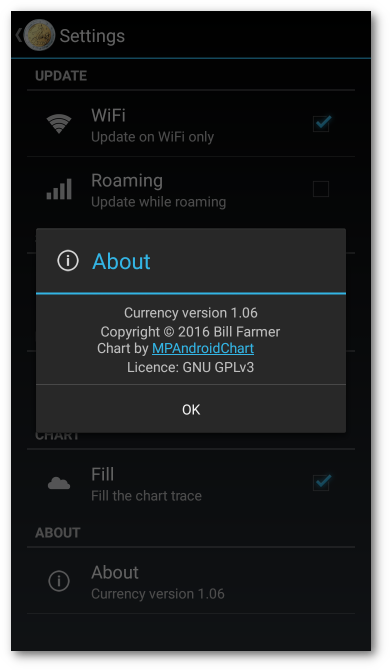 Settings
UPDATE
WiFi
Update on WiFi only
Roaming
Update while roaming
About
Currency version 1.06
Copyright © 2016 Bill Farmer
Chart by MPAndroidChart
Licence: GNU GPLv3
OK
CHART
Fill
Fill the chart trace
ABOUT
About
Currency version 1.06